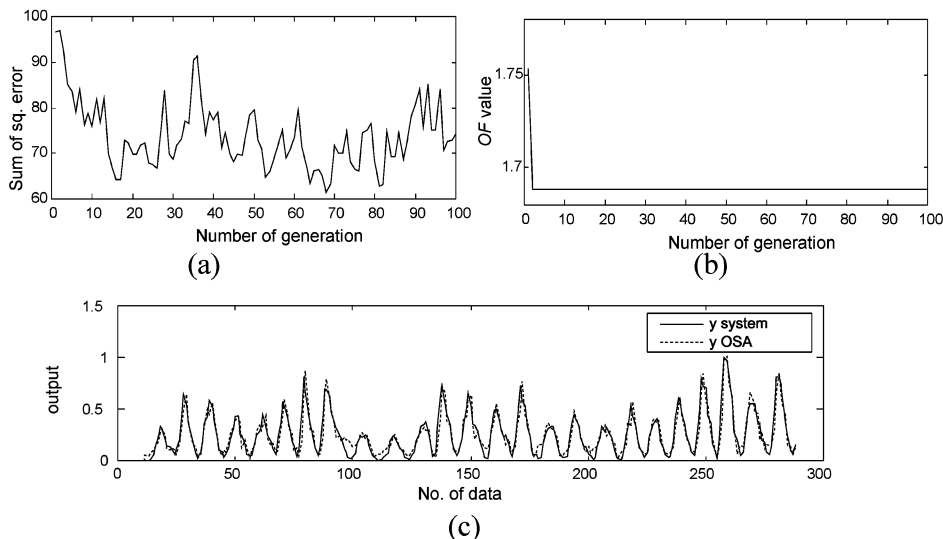 100
90
80
70
60
Sum of sq. error
0 10 20 30 40 50 60 70 80 90 100
Number of generation
(a)
1.75
1.7
OF value
0 10 20 30 40 50 60 70 80 90 100
Number of generation
(b)
1.5
1
0.5
0
output
y system
y OSA
0 50 100 150 200 250 300
No. of data
(c)